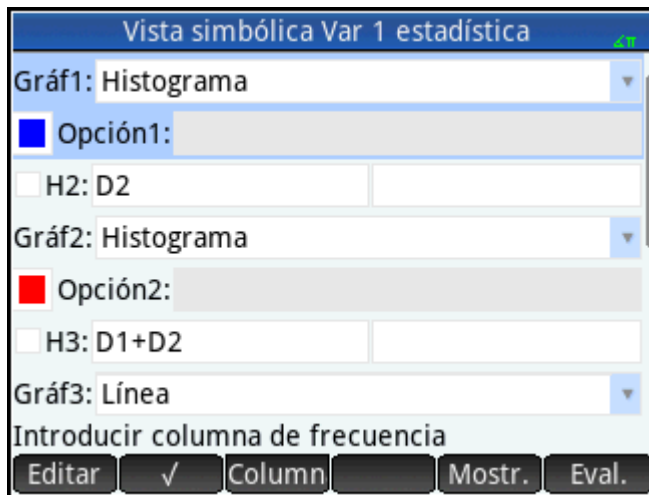 Vista simbólica Var 1 estadística
∡π
Gráf1: Histograma
Opción1:
H2: D2
Gráf2: Histograma
Opción2:
H3: D1+D2
Gráf3: Línea
Introducir columna de frecuencia
Editar √ Column Mostr. Eval.